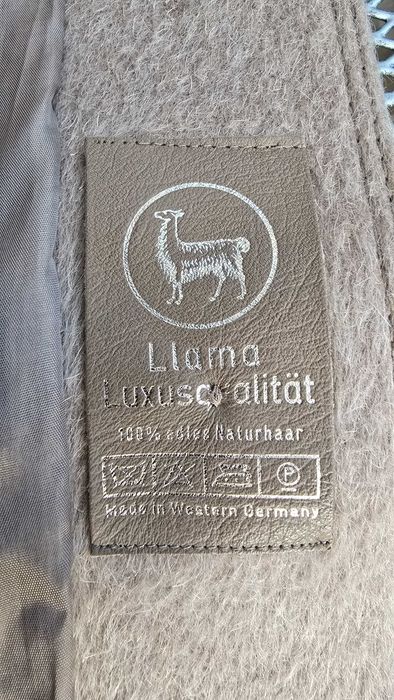 Llama
Luxusqualität
100% edles Naturhaar
P
Made in Western Germany